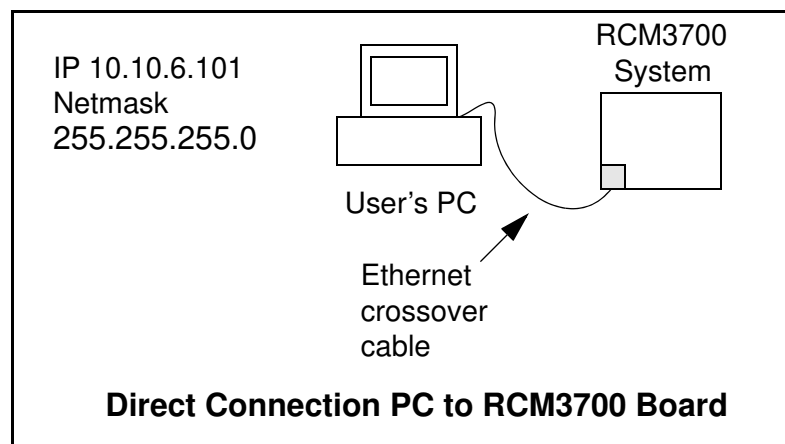 IP 10.10.6.101
Netmask
255.255.255.0
RCM3700
System
User's PC
Ethernet
crossover
cable
Direct Connection PC to RCM3700 Board